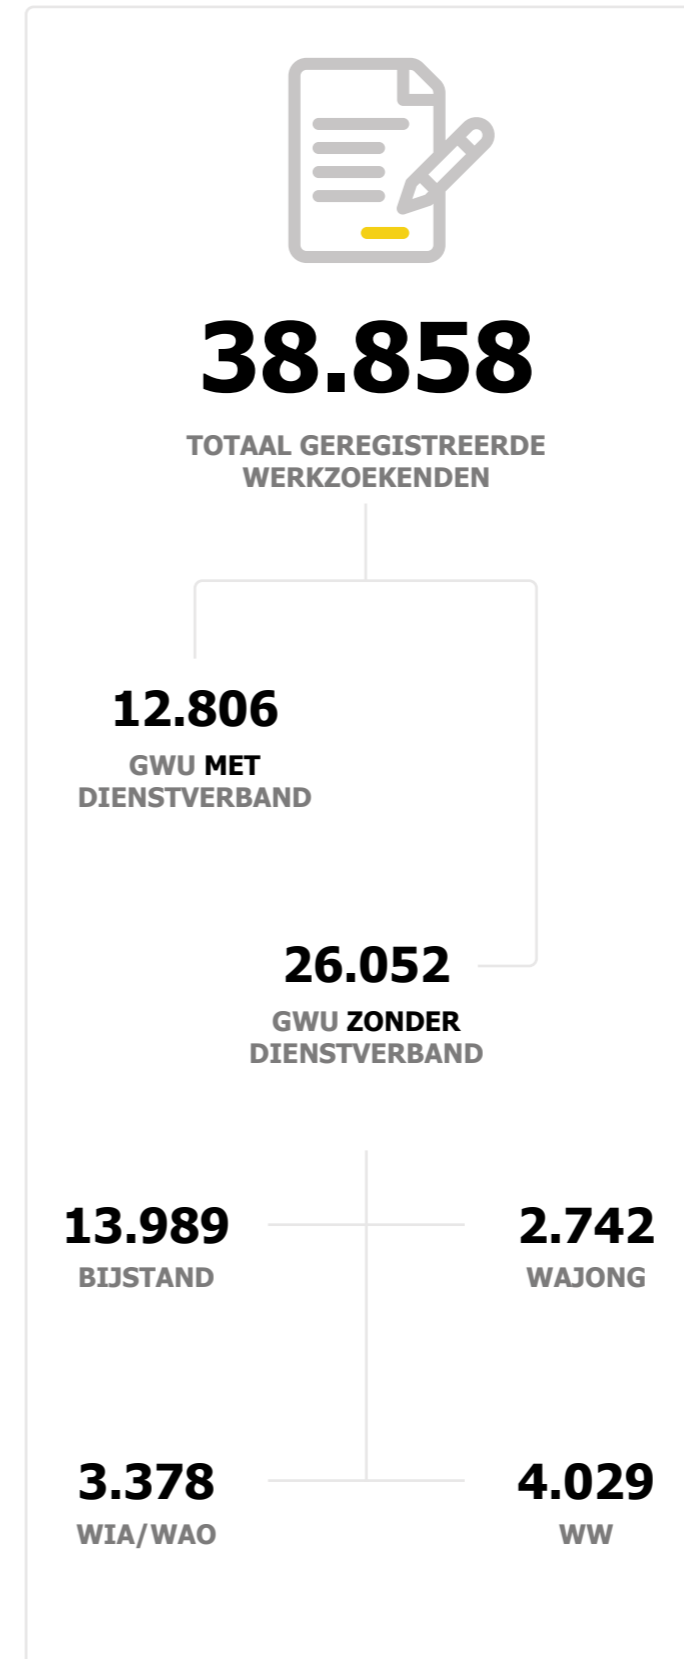 38.858
TOTAAL GEREGISTREERDE
WERKZOEKENDEN
12.806
GWU MET
DIENSTVERBAND
26.052
GWU ZONDER
DIENSTVERBAND
13.989
BIJSTAND
2.742
WAJONG
3.378
WIA/WAO
4.029
WW